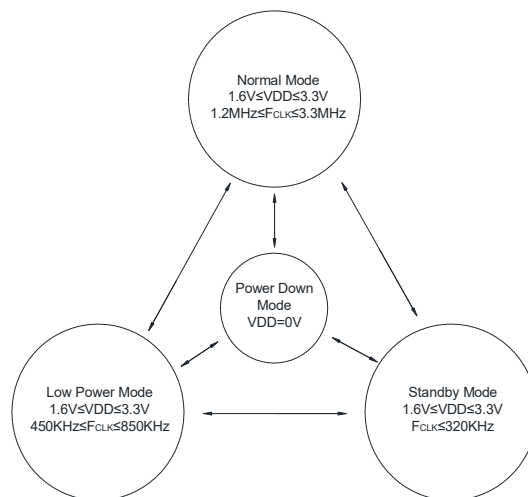 Normal Mode
1.6V≤VDD≤3.3V
1.2MHz≤FCLK≤3.3MHz
Power Down
Mode
VDD=0V
Low Power Mode
1.6V≤VDD≤3.3V
450KHz≤FCLK≤850KHz
Standby Mode
1.6V≤VDD≤3.3V
FCLK≤320KHz